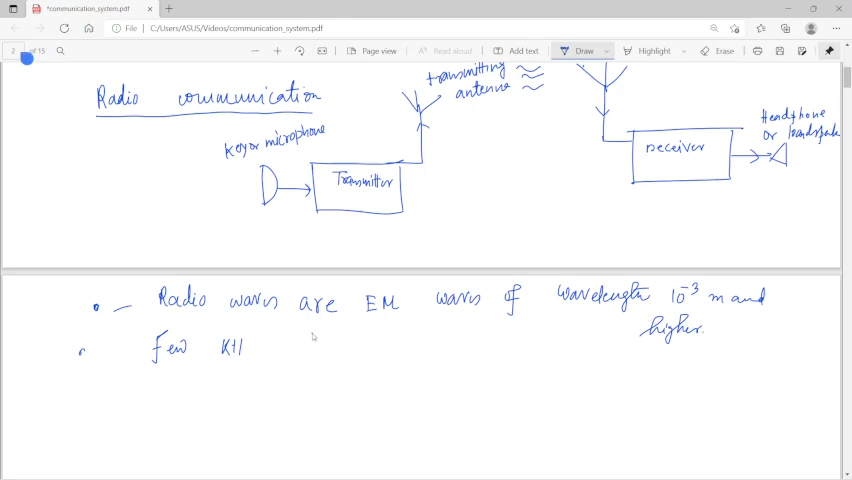 *communication_system.pdf
File
C:/Users/ASUS/Videos/communication_system.pdf
2 of 15
Page view
Read aloud
Add text
Draw
Highlight
Erase
Radio communication
transmitting
antenna
Key or microphone
Transmitter
receiver
Headphone
or
Radio waves are EM waves of wavelength 10⁻³ m and
higher.
Few KH